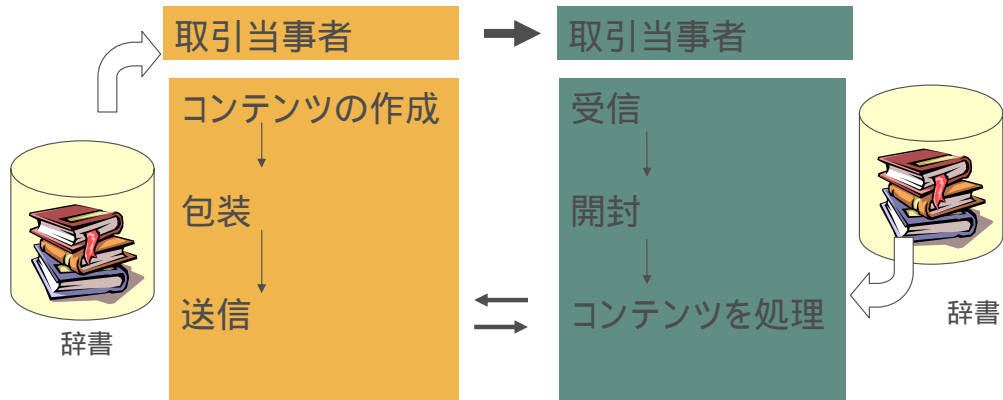 取引当事者
取引当事者
コンテンツの作成
包装
送信
受信
開封
コンテンツを処理
辞書
辞書